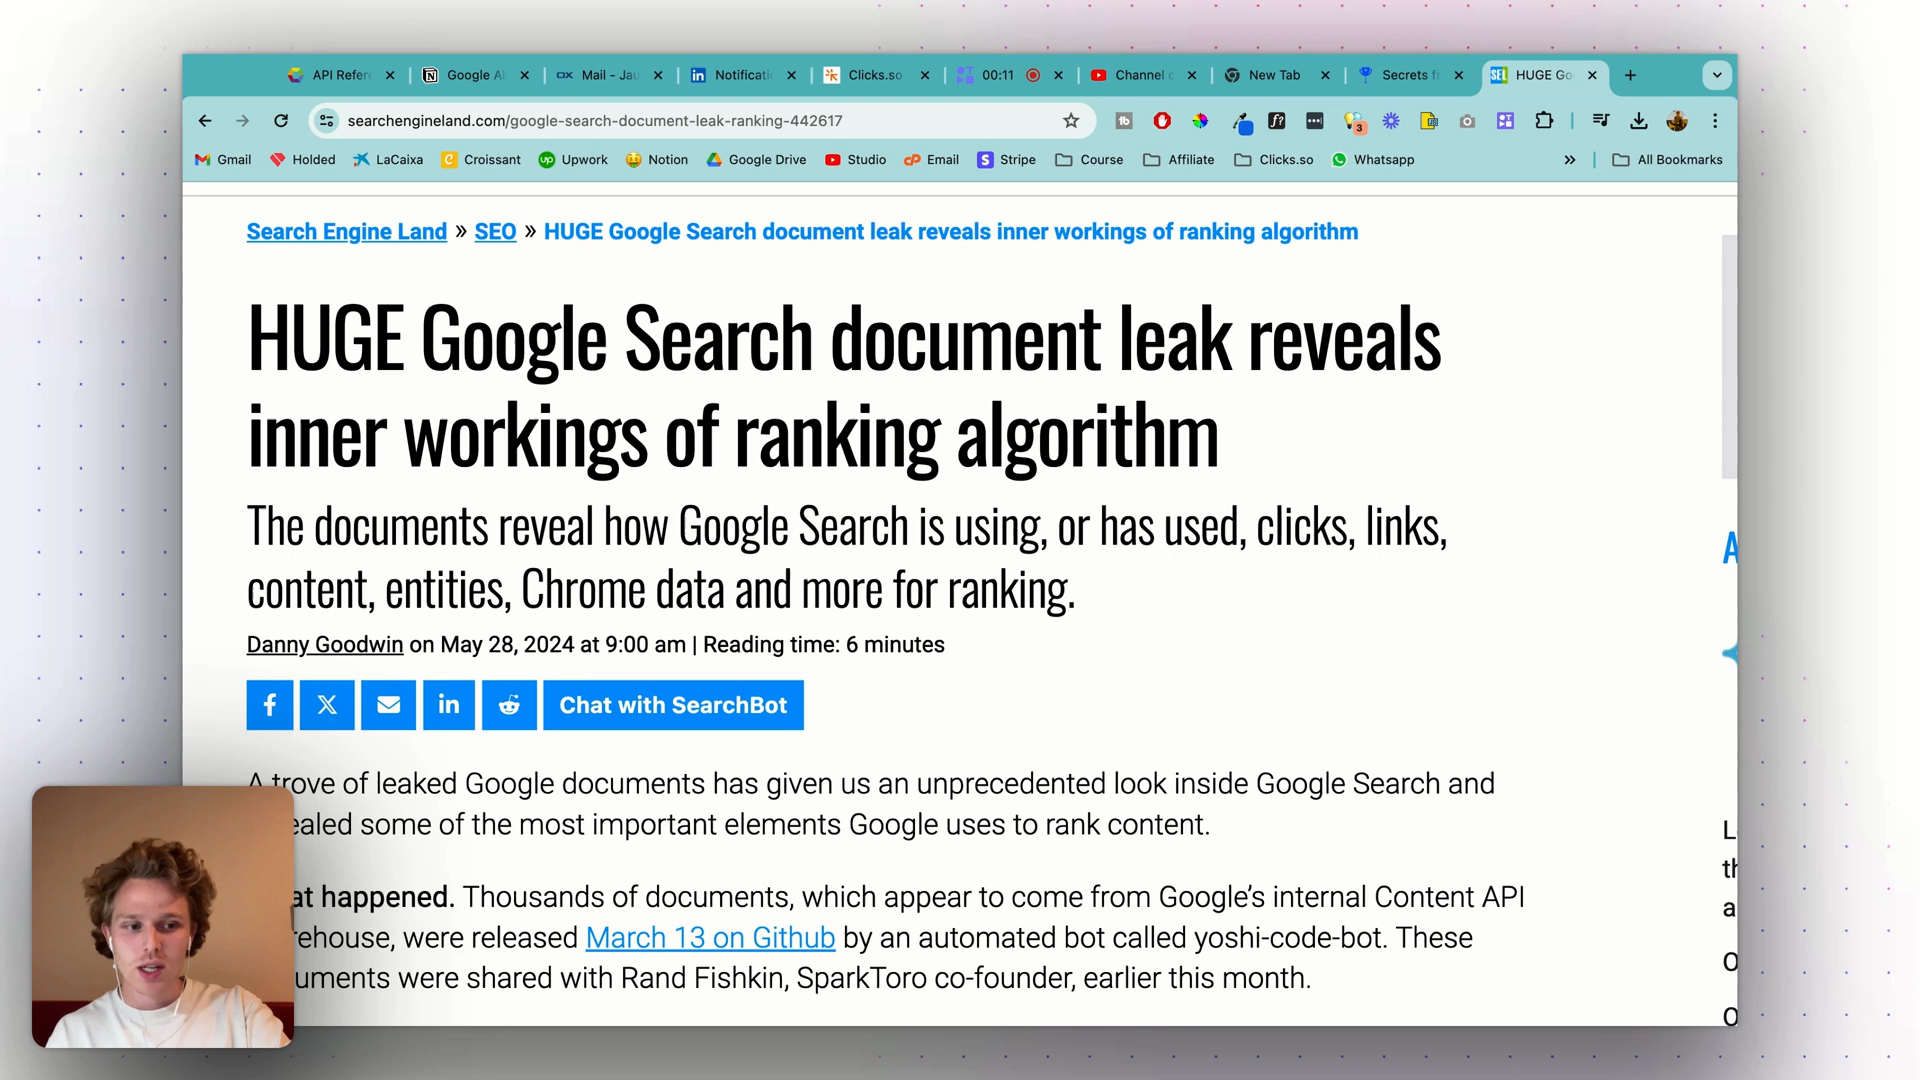 API Refer
Google Al
OX Mail - Jau
Notificati
Clicks.so
00:11
Channel c
New Tab
Secrets fr
SEL HUGE Go
searchengineland.com/google-search-document-leak-ranking-442617
tb
f?
3
Gmail
Holded
LaCaixa
Croissant
up Upwork
Notion
Google Drive
Studio
cP Email
S Stripe
Course
Affiliate
Clicks.so
Whatsapp
»
All Bookmarks
Search Engine Land » SEO » HUGE Google Search document leak reveals inner workings of ranking algorithm
HUGE Google Search document leak reveals
inner workings of ranking algorithm
The documents reveal how Google Search is using, or has used, clicks, links,
content, entities, Chrome data and more for ranking.
Danny Goodwin on May 28, 2024 at 9:00 am | Reading time: 6 minutes
Chat with SearchBot
A trove of leaked Google documents has given us an unprecedented look inside Google Search and
ealed some of the most important elements Google uses to rank content.
at happened. Thousands of documents, which appear to come from Google's internal Content API
rehouse, were released March 13 on Github by an automated bot called yoshi-code-bot. These
uments were shared with Rand Fishkin, SparkToro co-founder, earlier this month.
A
L
th
a
O
O